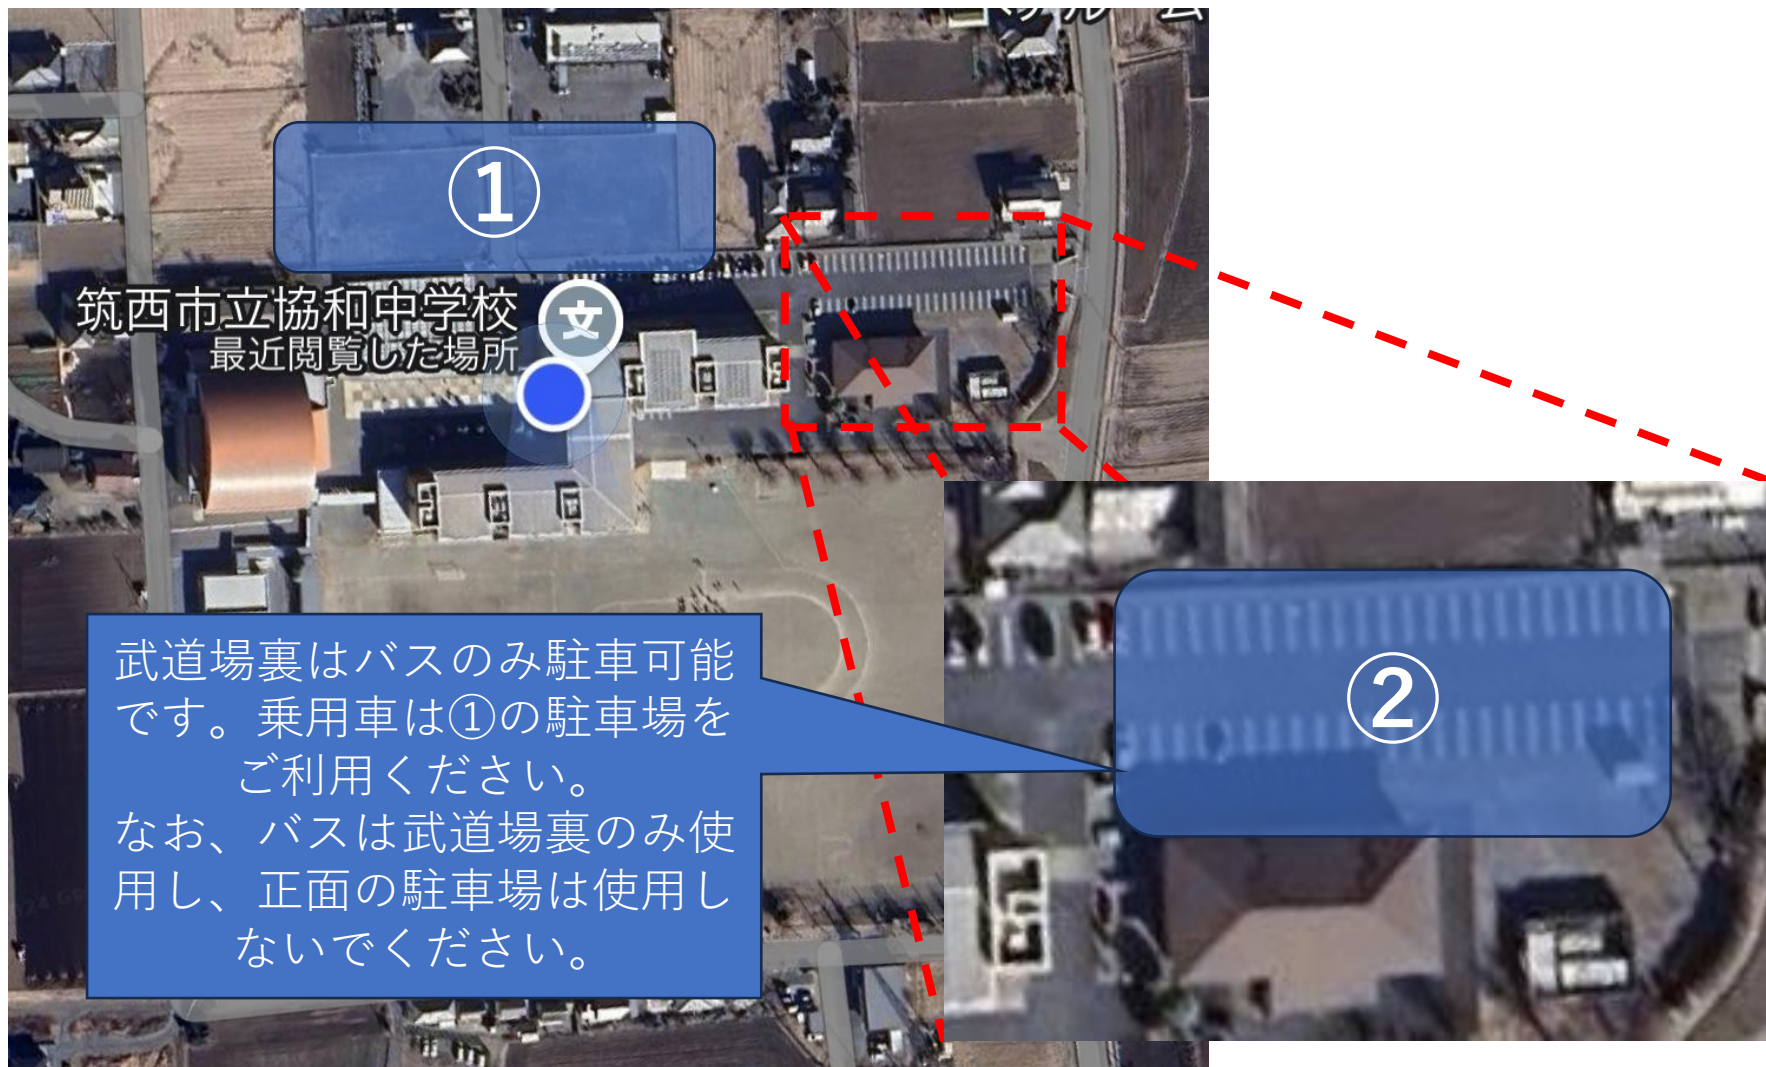 ①
筑西市立協和中学校
文
最近閲覧した場所
武道場裏はバスのみ駐車可能
です。乗用車は①の駐車場を
ご利用ください。
なお、バスは武道場裏のみ使
用し、正面の駐車場は使用し
ないでください。
②